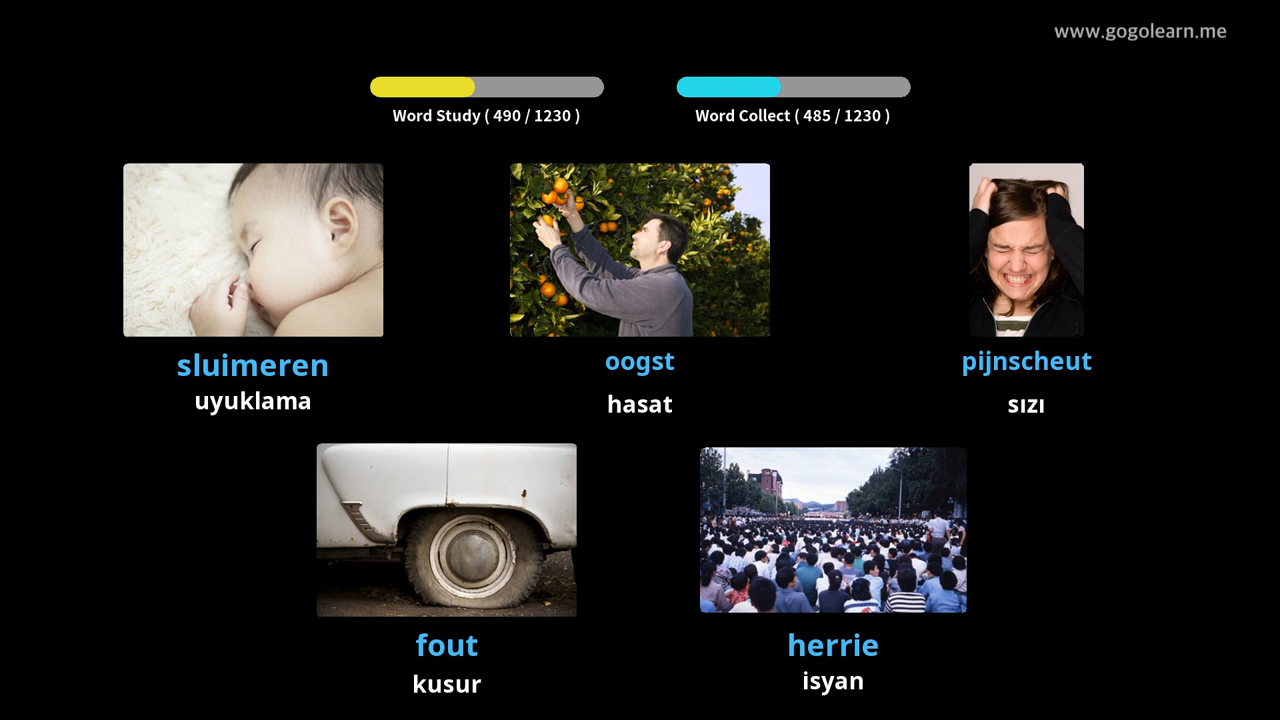 www.gogolearn.me
Word Study ( 490 / 1230 )
Word Collect ( 485 / 1230 )
sluimeren
uyuklama
oogst
hasat
pijnscheut
sızı
fout
kusur
herrie
isyan